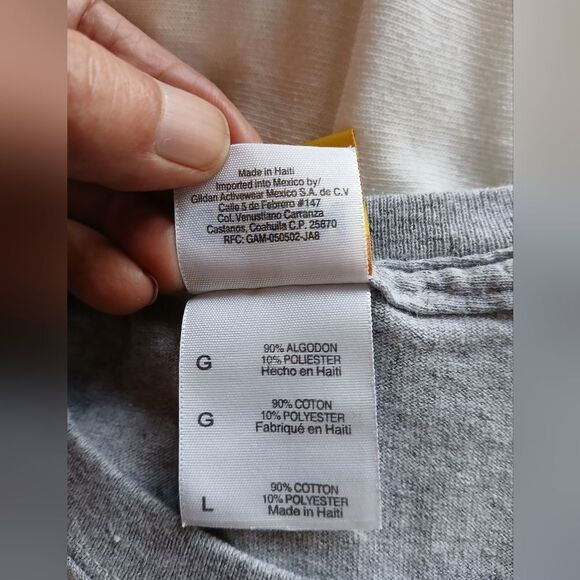 Made in Haiti
Imported into Mexico by/
Gildan Activewear Mexico S.A. de C.V
Calle 5 de Febrero #147
Col. Venustiano Carranza
Castanos, Coahuila C.P. 25870
RFC: GAM-050502-JA8
G
90% ALGODON
10% POLIESTER
Hecho en Haiti
G
90% COTON
10% POLYESTER
Fabriqué en Haiti
L
90% COTTON
10% POLYESTER
Made in Haiti